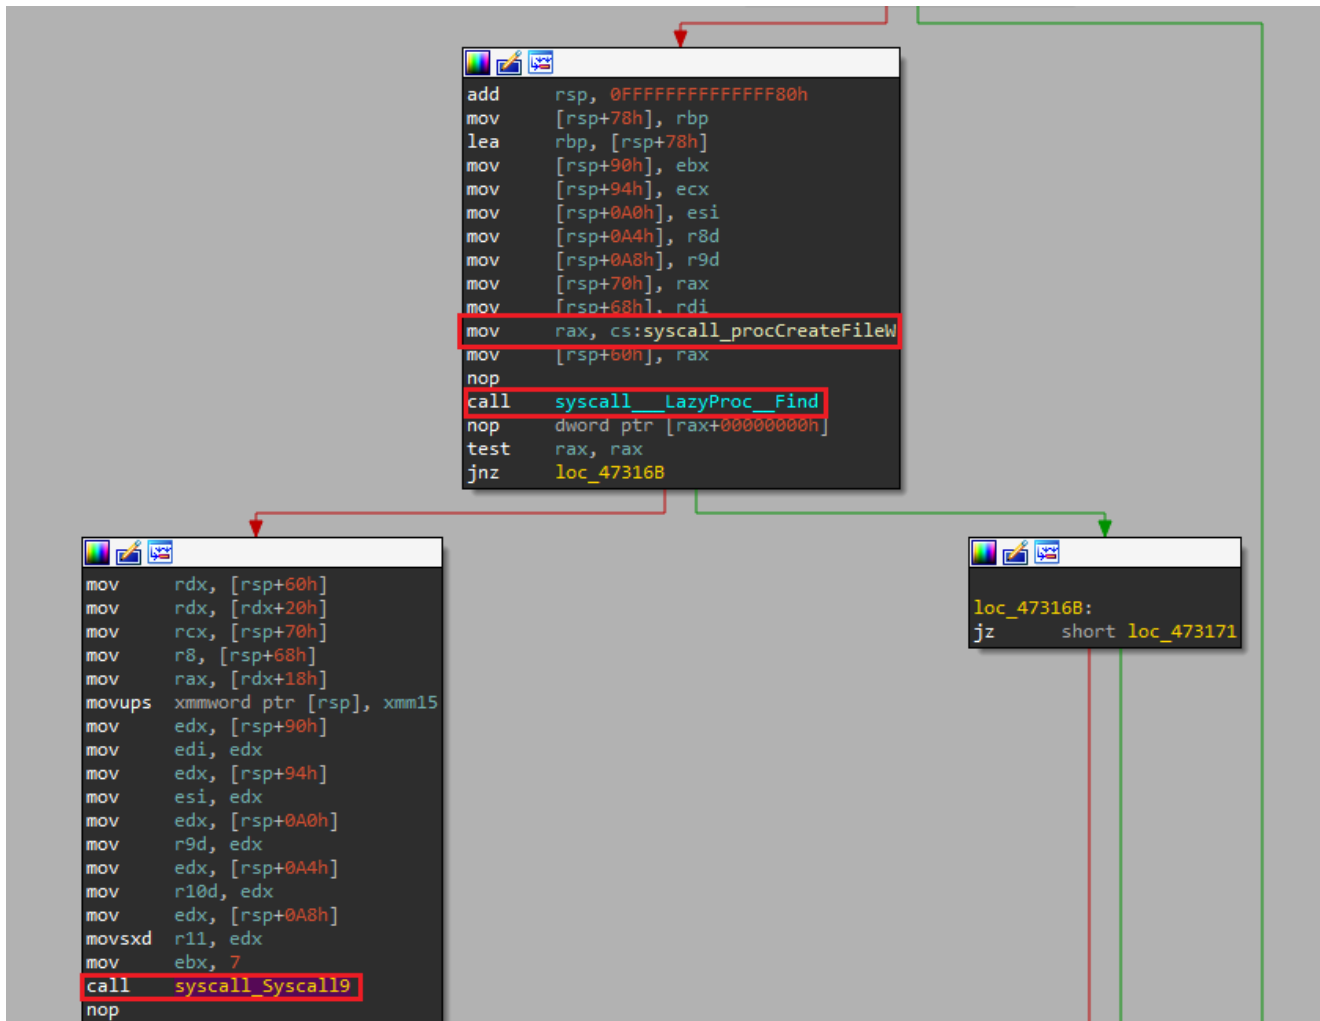 add rsp, 0FFFFFFFFFFFFFF80h
mov [rsp+78h], rbp
lea rbp, [rsp+78h]
mov [rsp+90h], ebx
mov [rsp+94h], ecx
mov [rsp+0A0h], esi
mov [rsp+0A4h], r8d
mov [rsp+0A8h], r9d
mov [rsp+70h], rax
mov [rsp+68h], rdi
mov rax, cs:syscall_procCreateFileW
mov [rsp+60h], rax
nop
call syscall___LazyProc__Find
nop dword ptr [rax+00000000h]
test rax, rax
jnz loc_47316B
mov rdx, [rsp+60h]
mov rdx, [rdx+20h]
mov rcx, [rsp+70h]
mov r8, [rsp+68h]
mov rax, [rdx+18h]
movups xmmword ptr [rsp], xmm15
mov edx, [rsp+90h]
mov edi, edx
mov edx, [rsp+94h]
mov esi, edx
mov edx, [rsp+0A0h]
mov r9d, edx
mov edx, [rsp+0A4h]
mov r10d, edx
mov edx, [rsp+0A8h]
movsxd r11, edx
mov ebx, 7
call syscall_Syscall9
nop
loc_47316B:
jz short loc_473171